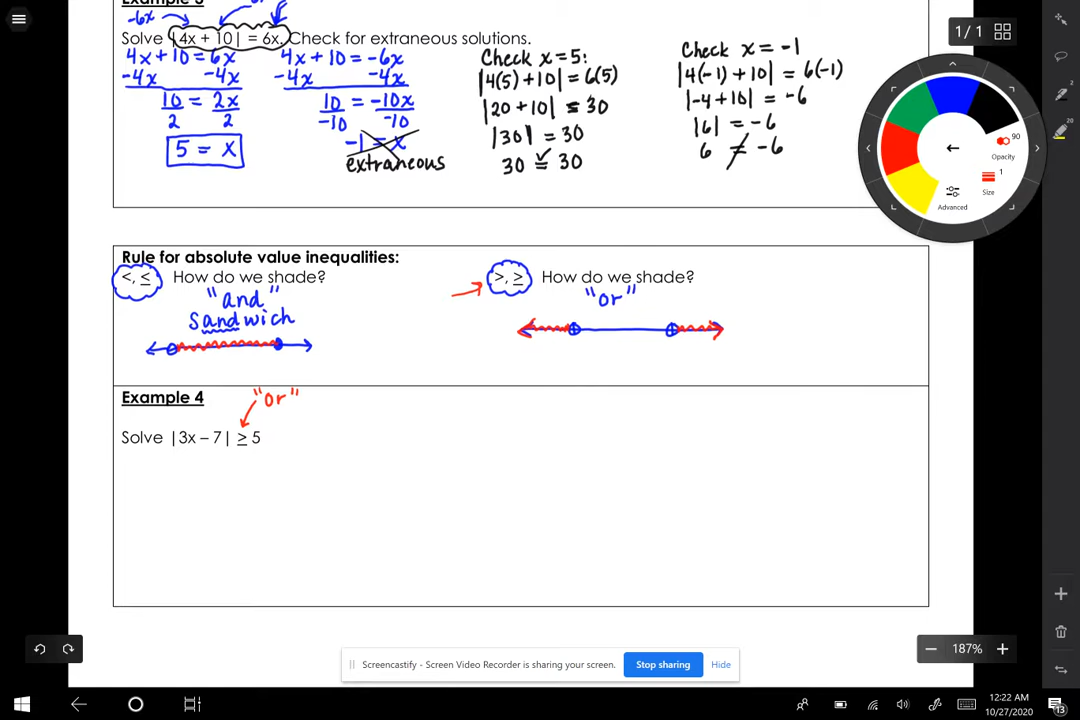 -6x
Solve |4x + 10| = 6x. Check for extraneous solutions.
4x+10 = 6x
-4x -4x
10 = 2x
2 2
5 = x
4x+10 = -6x
-4x -4x
10 = -10x
-10 -10
-1 = x
extraneous
Check x=5:
|4(5)+10| = 6(5)
|20+10| = 30
|30| = 30
30 = 30
Check x = -1
|4(-1)+10| = 6(-1)
|-4+10| = -6
|6| = -6
6 ≠ -6
Rule for absolute value inequalities:
<, ≤ How do we shade?
"and"
Sandwich
>, ≥ How do we shade?
"or"
Example 4
"or"
Solve |3x – 7| ≥ 5
1/1
90
Opacity
1
Size
Advanced
187%
Screencastify - Screen Video Recorder is sharing your screen.
Stop sharing
Hide
12:22 AM
10/27/2020
13
20